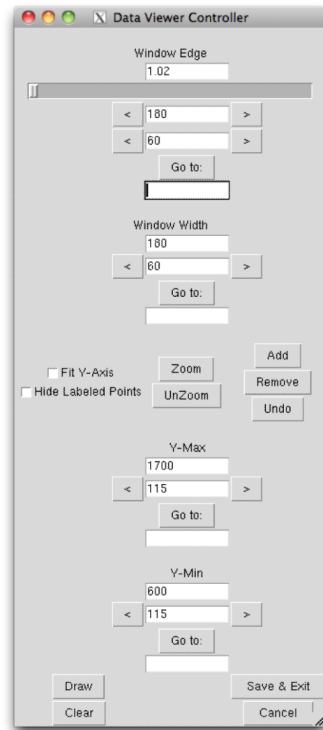 X Data Viewer Controller
Window Edge
1.02
< 180 >
< 60 >
Go to:
Window Width
180
< 60 >
Go to:
Add
Fit Y-Axis Zoom
Remove
Hide Labeled Points UnZoom
Undo
Y-Max
1700
< 115 >
Go to:
Y-Min
600
< 115 >
Go to:
Draw Save & Exit
Clear Cancel